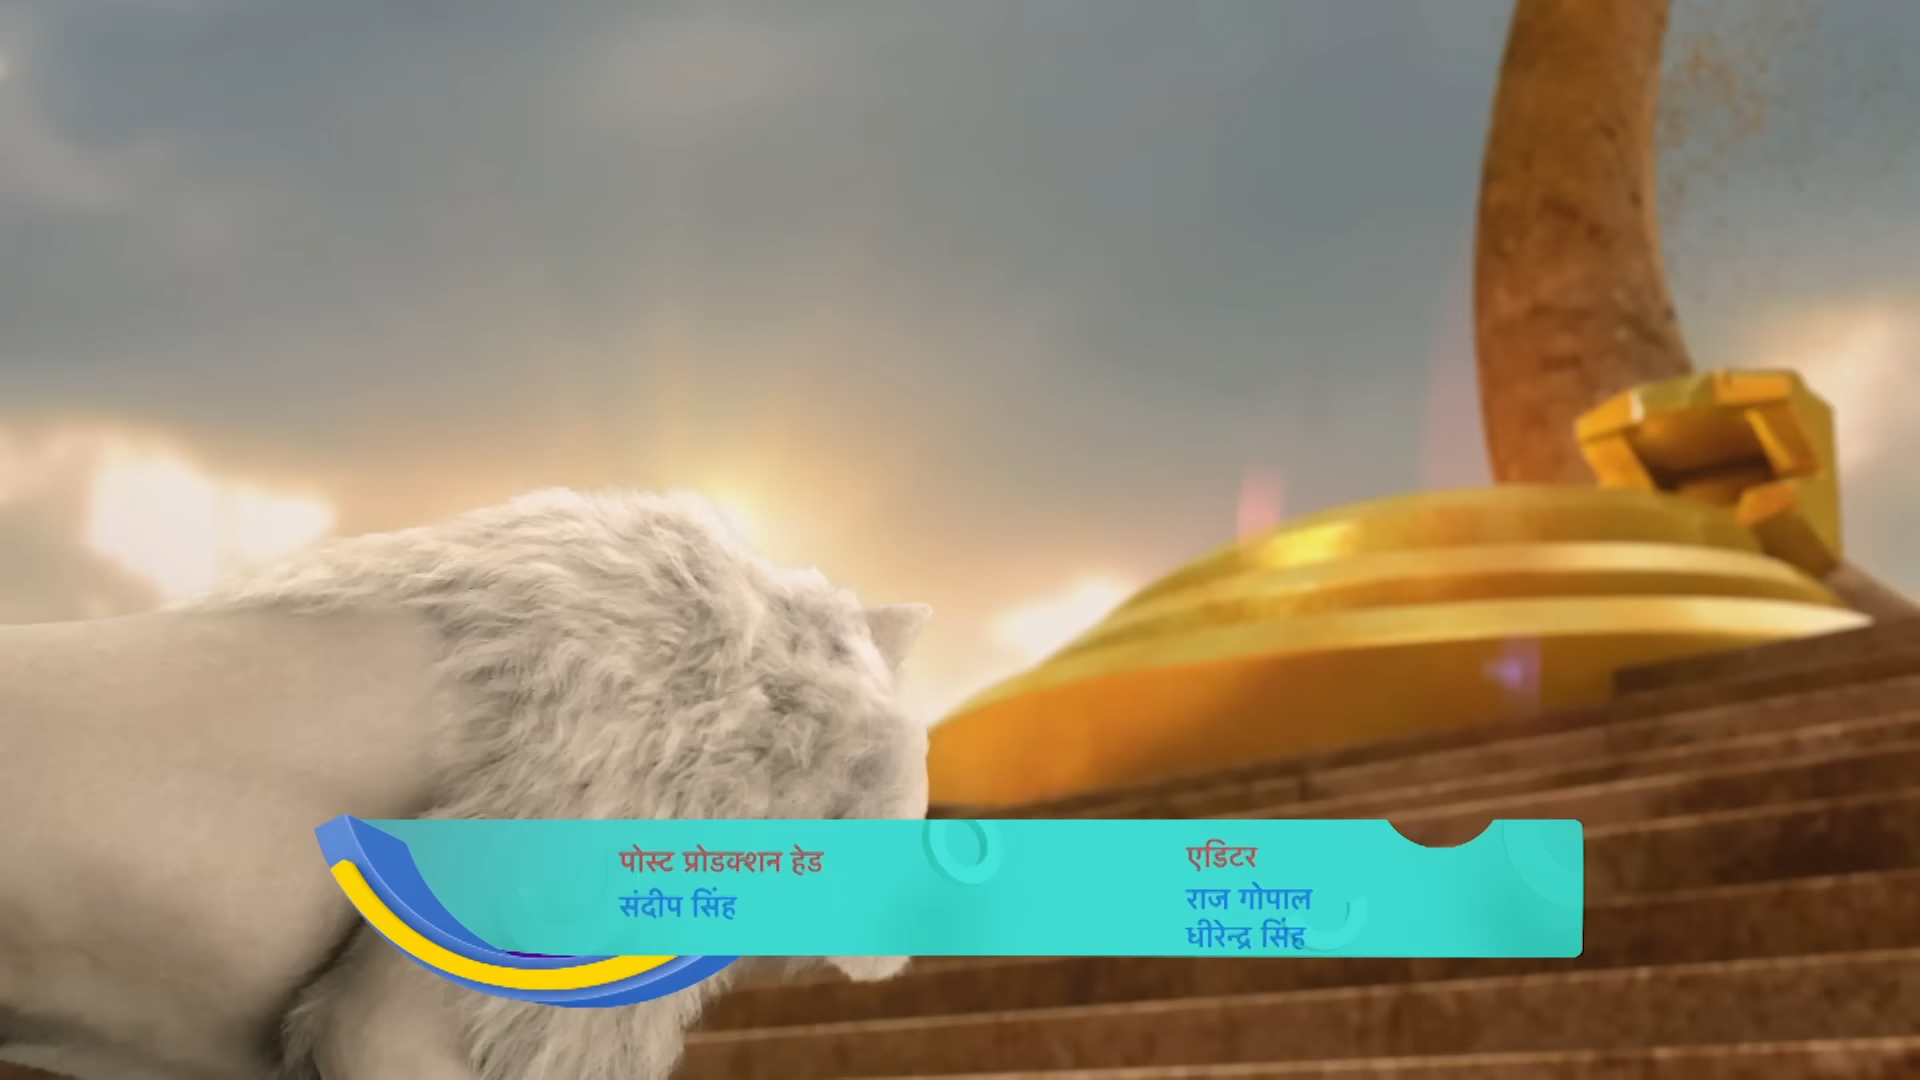 पोस्ट प्रोडक्शन हेड
संदीप सिंह
एडिटर
राज गोपाल
धीरेन्द्र सिंह